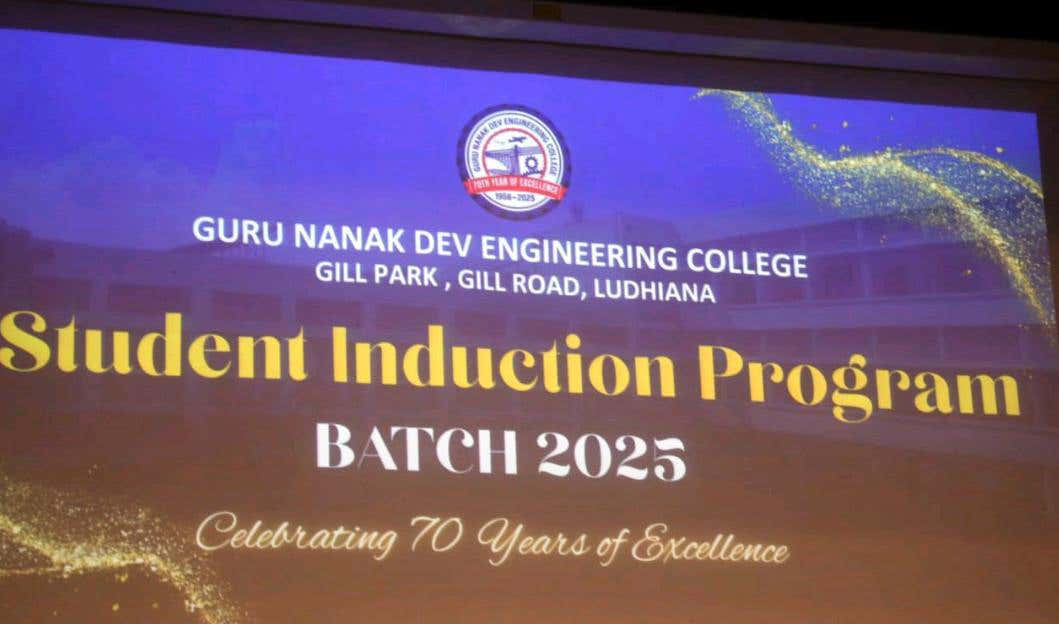 GURU NANAK DEV ENGINEERING COLLEGE
70TH YEAR OF EXCELLENCE
1956-2025
GURU NANAK DEV ENGINEERING COLLEGE
GILL PARK , GILL ROAD, LUDHIANA
Student Induction Program
BATCH 2025
Celebrating 70 Years of Excellence